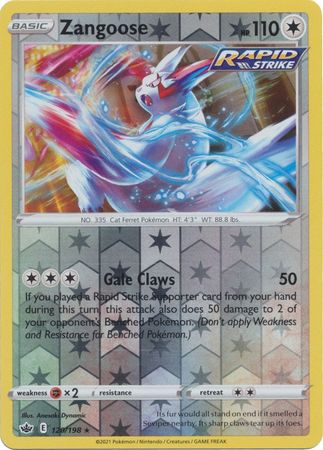 BASIC
Zangoose
HP 110
RAPID
STRIKE
NO. 335 Cat Ferret Pokémon HT: 4'3" WT: 88.8 lbs.
Gale Claws 50
If you played a Rapid Strike Supporter card from your hand
during this turn, this attack also does 50 damage to 2 of
your opponent's Benched Pokémon. (Don't apply Weakness
and Resistance for Benched Pokémon.)
weakness ×2 resistance retreat
Illus. Anesaki Dynamic
E 120/198 ★
Its fur would all stand on end if it smelled a
Seviper nearby. Its sharp claws tear up
its foes.
©2021 Pokémon / Nintendo / Creatures / GAME FREAK